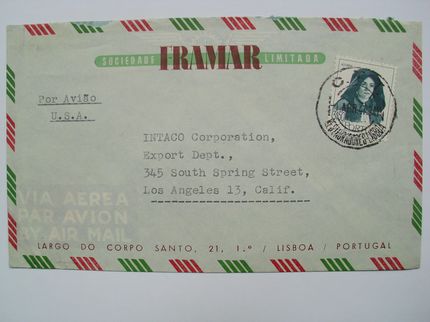 SOCIEDADE FRAMAR LIMITADA
Por Avião
U.S.A.
INTACO Corporation,
Export Dept.,
345 South Spring Street,
Los Angeles 13, Calif.
VIA AEREA
PAR AVION
BY AIR MAIL
LARGO DO CORPO SANTO, 21, 1.º / LISBOA / PORTUGAL